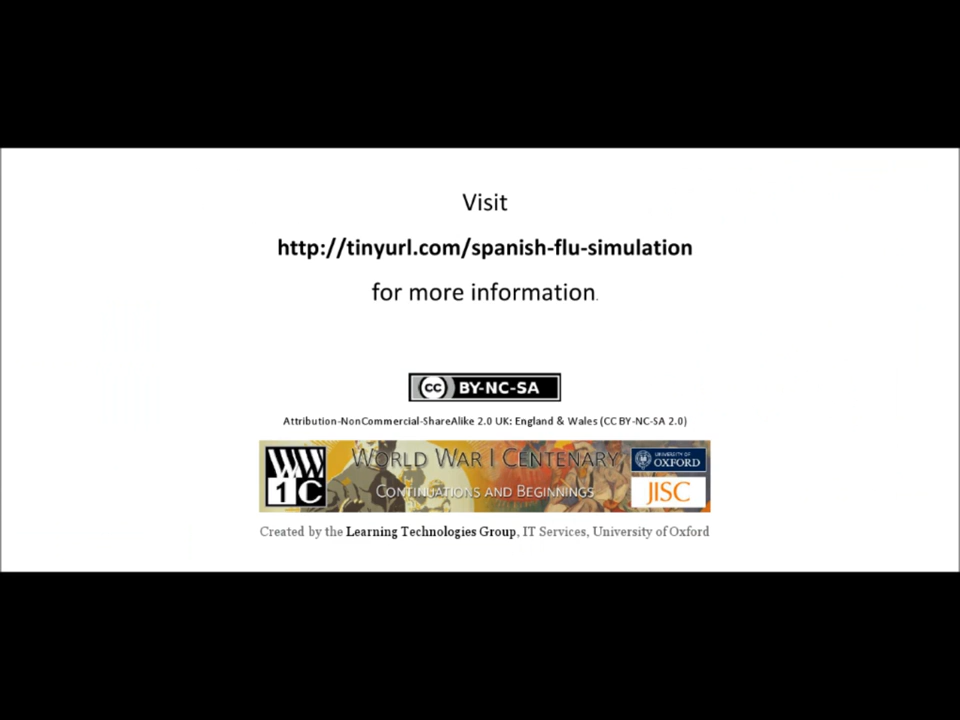 Visit
http://tinyurl.com/spanish-flu-simulation
for more information.
cc BY-NC-SA
Attribution-NonCommercial-ShareAlike 2.0 UK: England & Wales (CC BY-NC-SA 2.0)
WW1C
WORLD WAR I CENTENARY
CONTINUATIONS AND BEGINNINGS
UNIVERSITY OF OXFORD
JISC
Created by the Learning Technologies Group, IT Services, University of Oxford